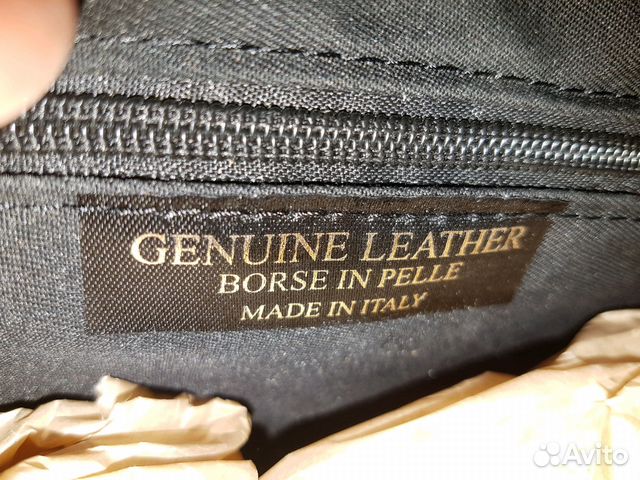 GENUINE LEATHER
BORSE IN PELLE
MADE IN ITALY
Avito